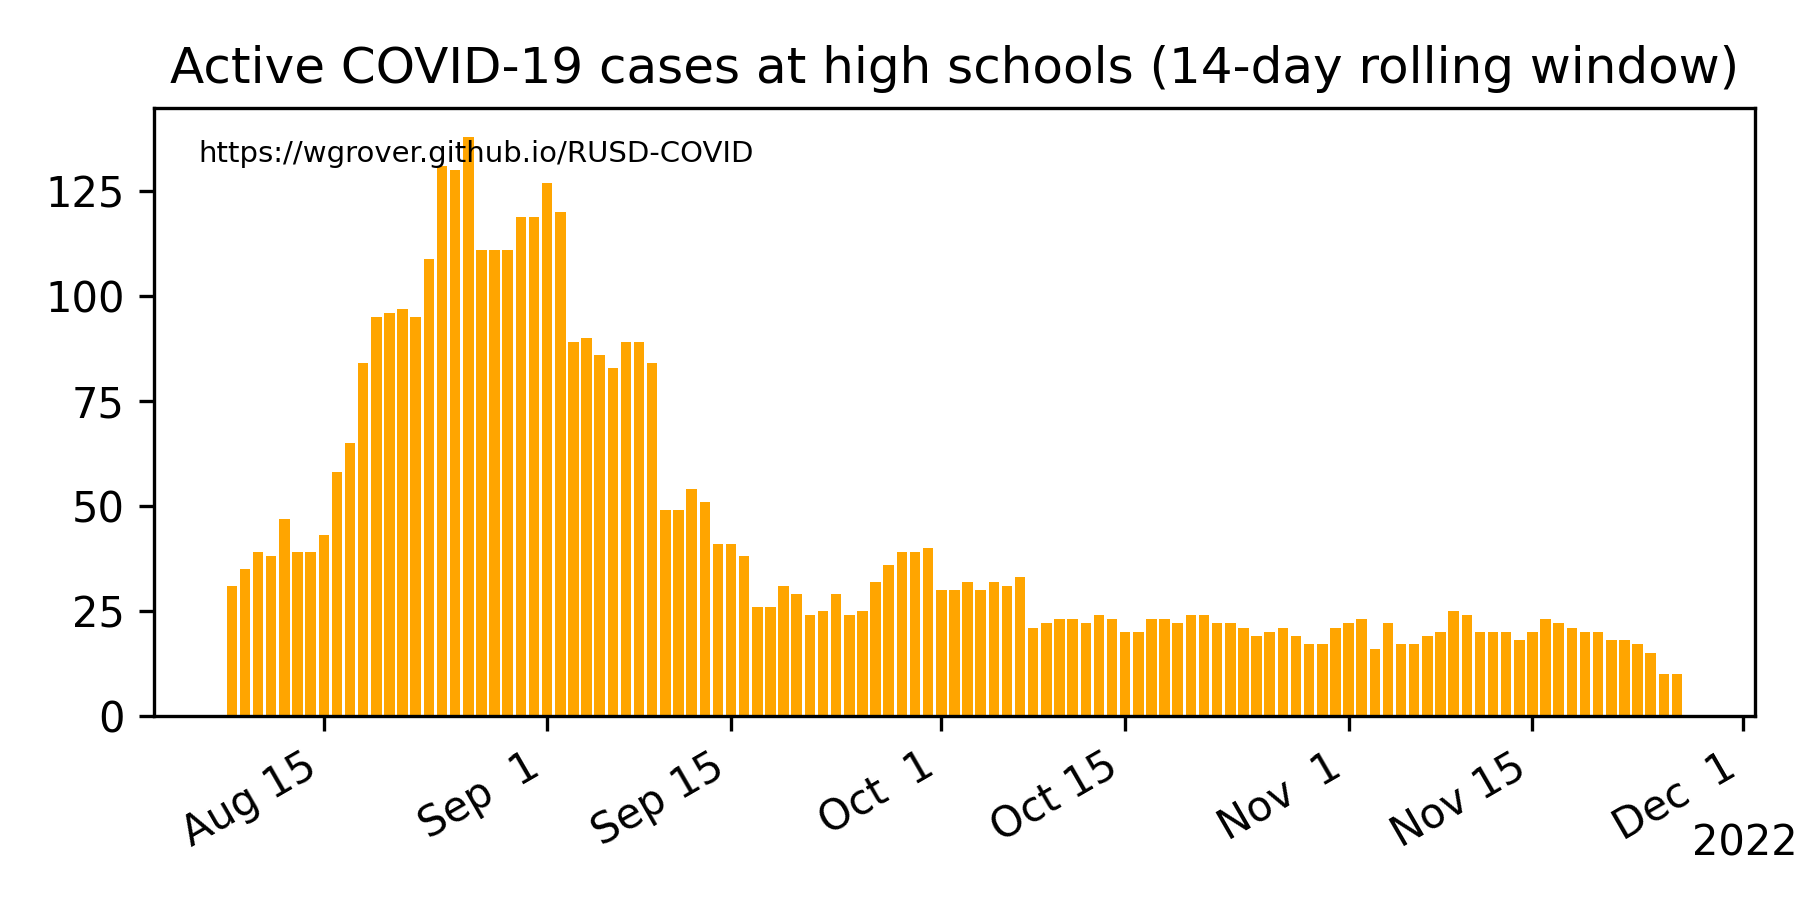 Active COVID-19 cases at high schools (14-day rolling window)
https://wgrover.github.io/RUSD-COVID
125
100
75
50
25
0
Aug 15
Sep 1
Sep 15
Oct 1
Oct 15
Nov 1
Nov 15
Dec 1
2022